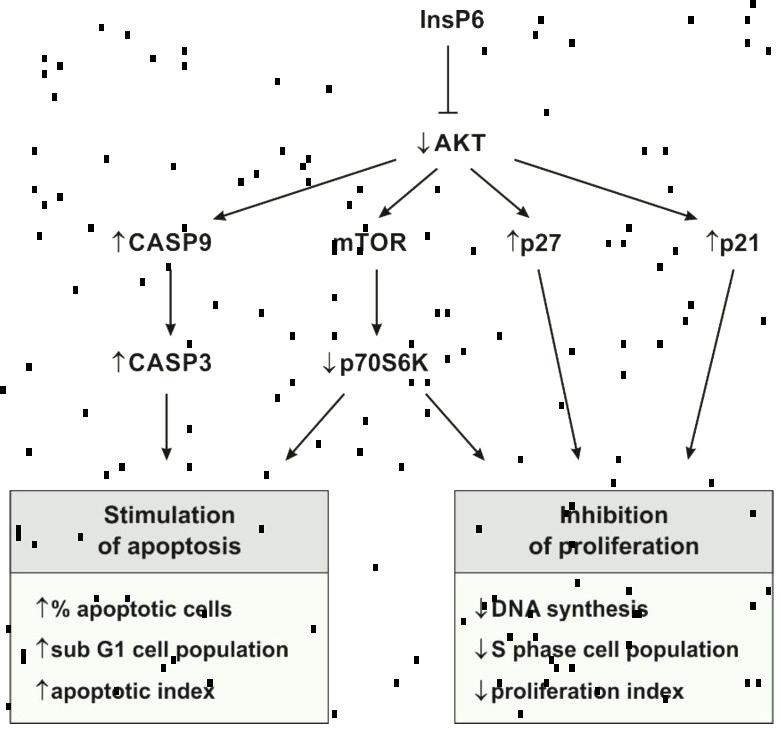 InsP6
↓AKT
↑CASP9 mTOR ↑p27 ↑p21
↑CASP3 ↓p70S6K
Stimulation
of apoptosis
↑% apoptotic cells
↑sub G1 cell population
↑apoptotic index
Inhibition
of proliferation
↓DNA synthesis
↓S phase cell population
↓proliferation index